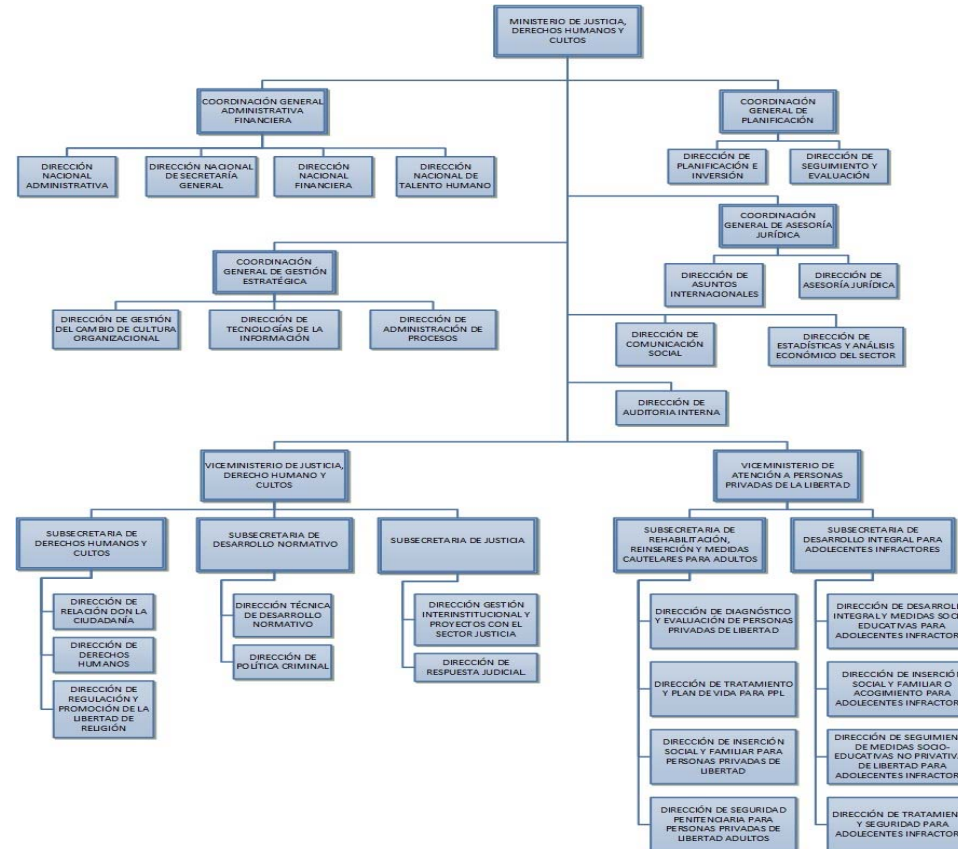 MINISTERIO DE JUSTICIA,
DERECHOS HUMANOS Y
CULTOS
COORDINACIÓN GENERAL
ADMINISTRATIVA
FINANCIERA
COORDINACIÓN
GENERAL DE
PLANIFICACIÓN
DIRECCIÓN
NACIONAL
ADMINISTRATIVA
DIRECCIÓN NACIONAL
DE SECRETARÍA
GENERAL
DIRECCIÓN
NACIONAL
FINANCIERA
DIRECCIÓN
NACIONAL DE
TALENTO HUMANO
DIRECCIÓN DE
PLANIFICACIÓN E
INVERSIÓN
DIRECCIÓN DE
SEGUIMIENTO Y
EVALUACIÓN
COORDINACIÓN
GENERAL DE ASESORÍA
JURÍDICA
COORDINACIÓN
GENERAL DE GESTIÓN
ESTRATÉGICA
DIRECCIÓN DE
ASUNTOS
INTERNACIONALES
DIRECCIÓN DE
ASESORÍA JURÍDICA
DIRECCIÓN DE GESTIÓN
DEL CAMBIO DE CULTURA
ORGANIZACIONAL
DIRECCIÓN DE
TECNOLOGÍAS DE LA
INFORMACIÓN
DIRECCIÓN DE
ADMINISTRACIÓN DE
PROCESOS
DIRECCIÓN DE
COMUNICACIÓN
SOCIAL
DIRECCIÓN DE
ESTADÍSTICAS Y ANÁLISIS
ECONÓMICO DEL SECTOR
DIRECCIÓN DE
AUDITORIA INTERNA
VICEMINISTERIO DE JUSTICIA,
DERECHO HUMANO Y
CULTOS
VICEMINISTERIO DE
ATENCIÓN A PERSONAS
PRIVADAS DE LA LIBERTAD
SUBSECRETARIA DE
DERECHOS HUMANOS Y
CULTOS
SUBSECRETARIA DE
DESARROLLO NORMATIVO
SUBSECRETARIA DE JUSTICIA
SUBSECRETARIA DE
REHABILITACIÓN,
REINSERCIÓN Y MEDIDAS
CAUTELARES PARA ADULTOS
SUBSECRETARIA DE
DESARROLLO INTEGRAL PARA
ADOLECENTES INFRACTORES
DIRECCIÓN DE
RELACIÓN DON LA
CIUDADANÍA
DIRECCIÓN DE
DERECHOS
HUMANOS
DIRECCIÓN DE
REGULACIÓN Y
PROMOCIÓN DE LA
LIBERTAD DE
RELIGIÓN
DIRECCIÓN TÉCNICA
DE DESARROLLO
NORMATIVO
DIRECCIÓN DE
POLÍTICA CRIMINAL
DIRECCIÓN GESTIÓN
INTERINSTITUCIONAL Y
PROYECTOS CON EL
SECTOR JUSTICIA
DIRECCIÓN DE
RESPUESTA JUDICIAL
DIRECCIÓN DE DIAGNÓSTICO
Y EVALUACIÓN DE PERSONAS
PRIVADAS DE LIBERTAD
DIRECCIÓN DE TRATAMIENTO
Y PLAN DE VIDA PARA PPL
DIRECCIÓN DE INSERCIÓN
SOCIAL Y FAMILIAR PARA
PERSONAS PRIVADAS DE
LIBERTAD
DIRECCIÓN DE SEGURIDAD
PENITENCIARIA PARA
PERSONAS PRIVADAS DE
LIBERTAD ADULTOS
DIRECCIÓN DE
INTEGRAL Y MEDIDAS
EDUCATIVAS PARA
ADOLECENTES
DIRECCIÓN DE
SOCIAL Y FAMILIAR O
ACOGIMIENTO PARA
ADOLECENTES
DIRECCIÓN DE
DE MEDIDAS SOCIO-
EDUCATIVAS NO
DE LIBERTAD PARA
ADOLECENTES
DIRECCIÓN DE
Y SEGURIDAD PARA
ADOLECENTES